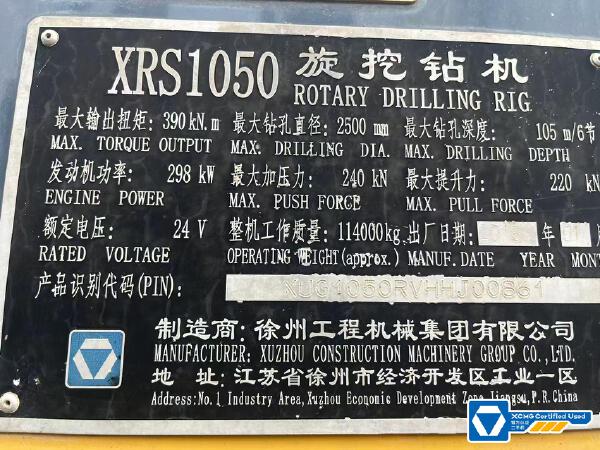 XRS1050 旋挖钻机
ROTARY DRILLING RIG
最大输出扭矩: 390kN.m 最大钻孔直径: 2500 mm 最大钻孔深度: 105 m/6节
MAX. TORQUE OUTPUT MAX. DRILLING DIA. MAX. DRILLING DEPTH
发动机功率: 298 kW 最大加压力: 240 kN 最大提升力: 220 kN
ENGINE POWER MAX. PUSH FORCE MAX. PULL FORCE
额定电压: 24 V 整机工作质量: 114000kg 出厂日期: 年 01 月
RATED VOLTAGE OPERATING WEIGHT(approx.) MANUF.DATE YEAR MONT
产品识别代码(PIN): XUG1050RVHHJ00861
制造商: 徐州工程机械集团有限公司
MANUFACTURER: XUZHOU CONSTRUCTION MACHINERY GROUP CO.,LTD.
地 址: 江苏省徐州市经济开发区工业一区
Address:No.1 Industry Area,Xuzhou Economic Development Zone,Jiangsu,P.R.China
XCMG Certified Used